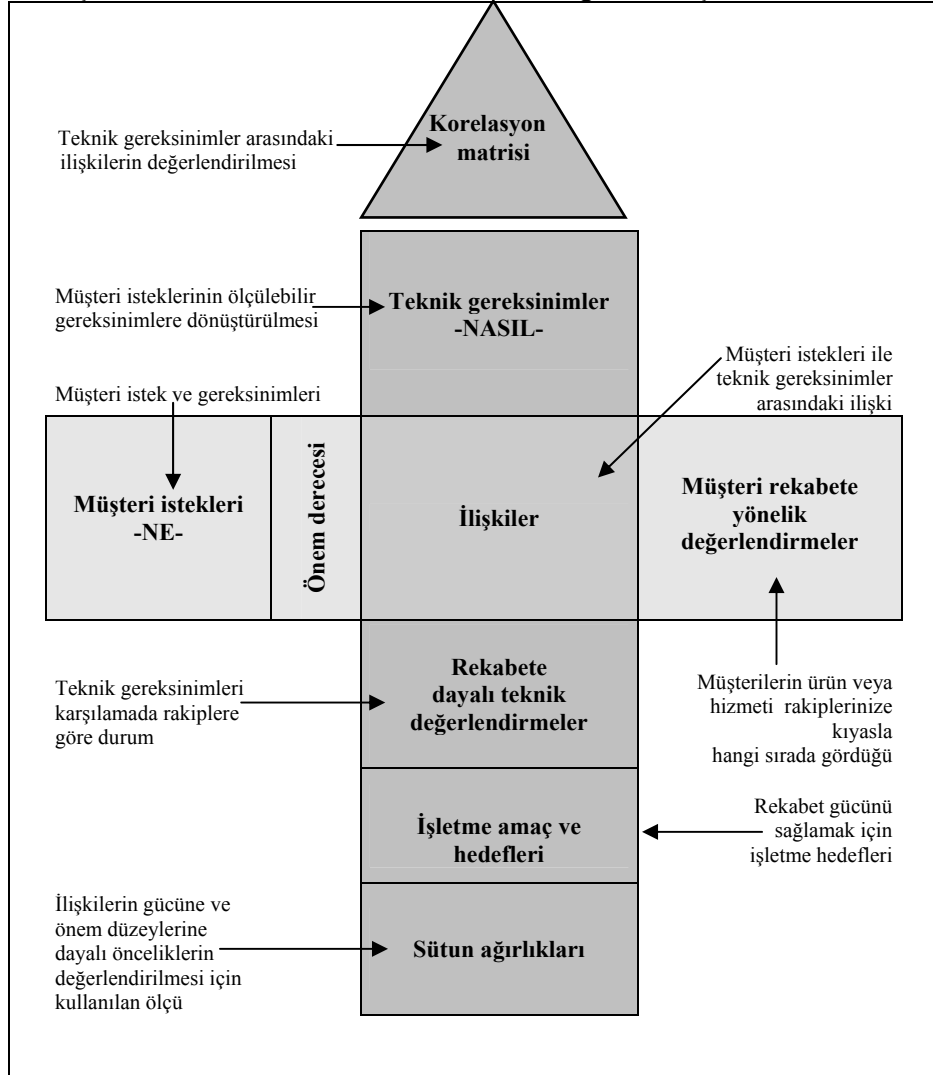 Korelasyon
matrisi
Teknik gereksinimler arasındaki
ilişkilerin değerlendirilmesi
Müşteri isteklerinin ölçülebilir
gereksinimlere dönüştürülmesi
Teknik gereksinimler
-NASIL-
Müşteri istekleri ile
teknik gereksinimler
arasındaki ilişki
Müşteri istek ve gereksinimleri
Müşteri istekleri
-NE-
Önem derecesi
İlişkiler
Müşteri rekabete
yönelik
değerlendirmeler
Teknik gereksinimleri
karşılamada rakiplere
göre durum
Rekabete
dayalı teknik
değerlendirmeler
Müşterilerin ürün veya
hizmeti rakiplerinize
kıyasla
hangi sırada gördüğü
İşletme amaç ve
hedefleri
Rekabet gücünü
sağlamak için
işletme hedefleri
İlişkilerin gücüne ve
önem düzeylerine
dayalı önceliklerin
değerlendirilmesi için
kullanılan ölçü
Sütun ağırlıkları